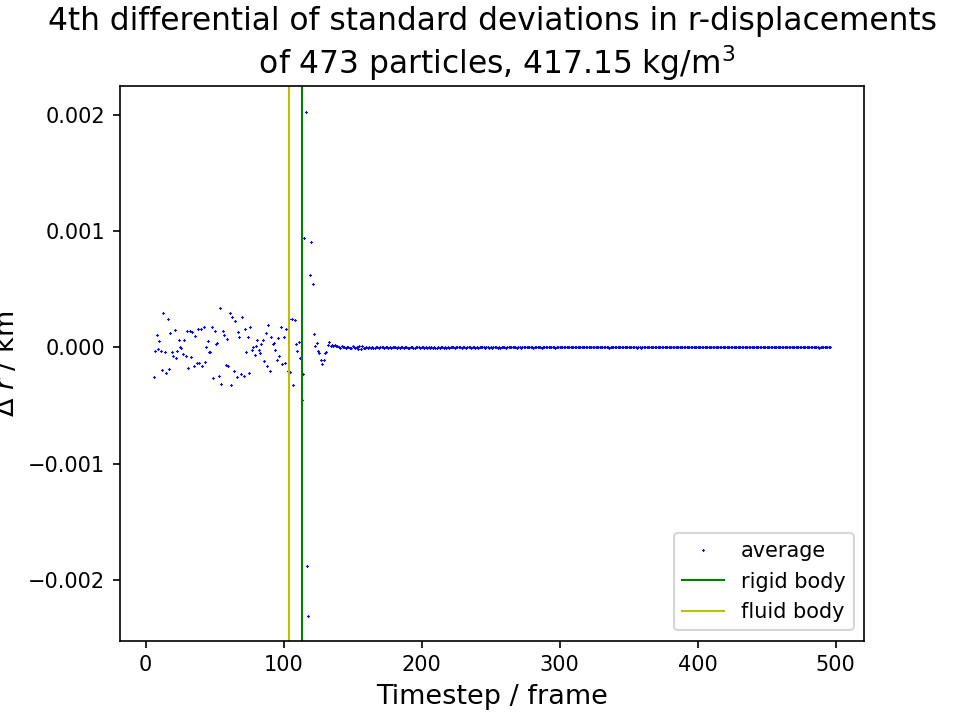 4th differential of standard deviations in r-displacements
of 473 particles, 417.15 kg/m³
0.002
0.001
0.000
−0.001
−0.002
Δ r / km
0
100
200
300
400
500
Timestep / frame
average
rigid body
fluid body